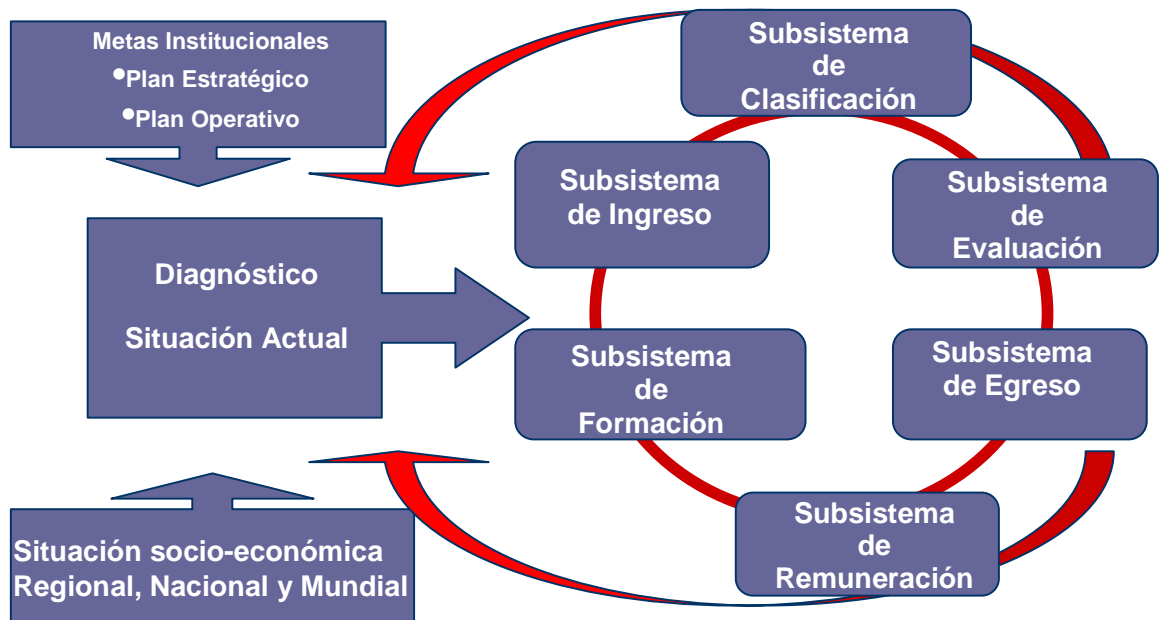 Metas Institucionales
•Plan Estratégico
•Plan Operativo
Diagnóstico
Situación Actual
Situación socio-económica
Regional, Nacional y Mundial
Subsistema
de
Clasificación
Subsistema
de Ingreso
Subsistema
de
Evaluación
Subsistema
de
Formación
Subsistema
de Egreso
Subsistema
de
Remuneración